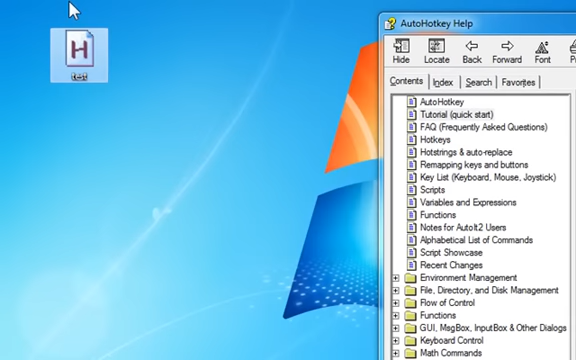 H
test
AutoHotkey Help
Hide Locate Back Forward Font
Contents Index Search Favorites
AutoHotkey
Tutorial (quick start)
FAQ (Frequently Asked Questions)
Hotkeys
Hotstrings & auto-replace
Remapping keys and buttons
Key List (Keyboard, Mouse, Joystick)
Scripts
Variables and Expressions
Functions
Notes for AutoIt2 Users
Alphabetical List of Commands
Script Showcase
Recent Changes
Environment Management
File, Directory, and Disk Management
Flow of Control
Functions
GUI, MsgBox, InputBox & Other Dialogs
Keyboard Control
Math Commands